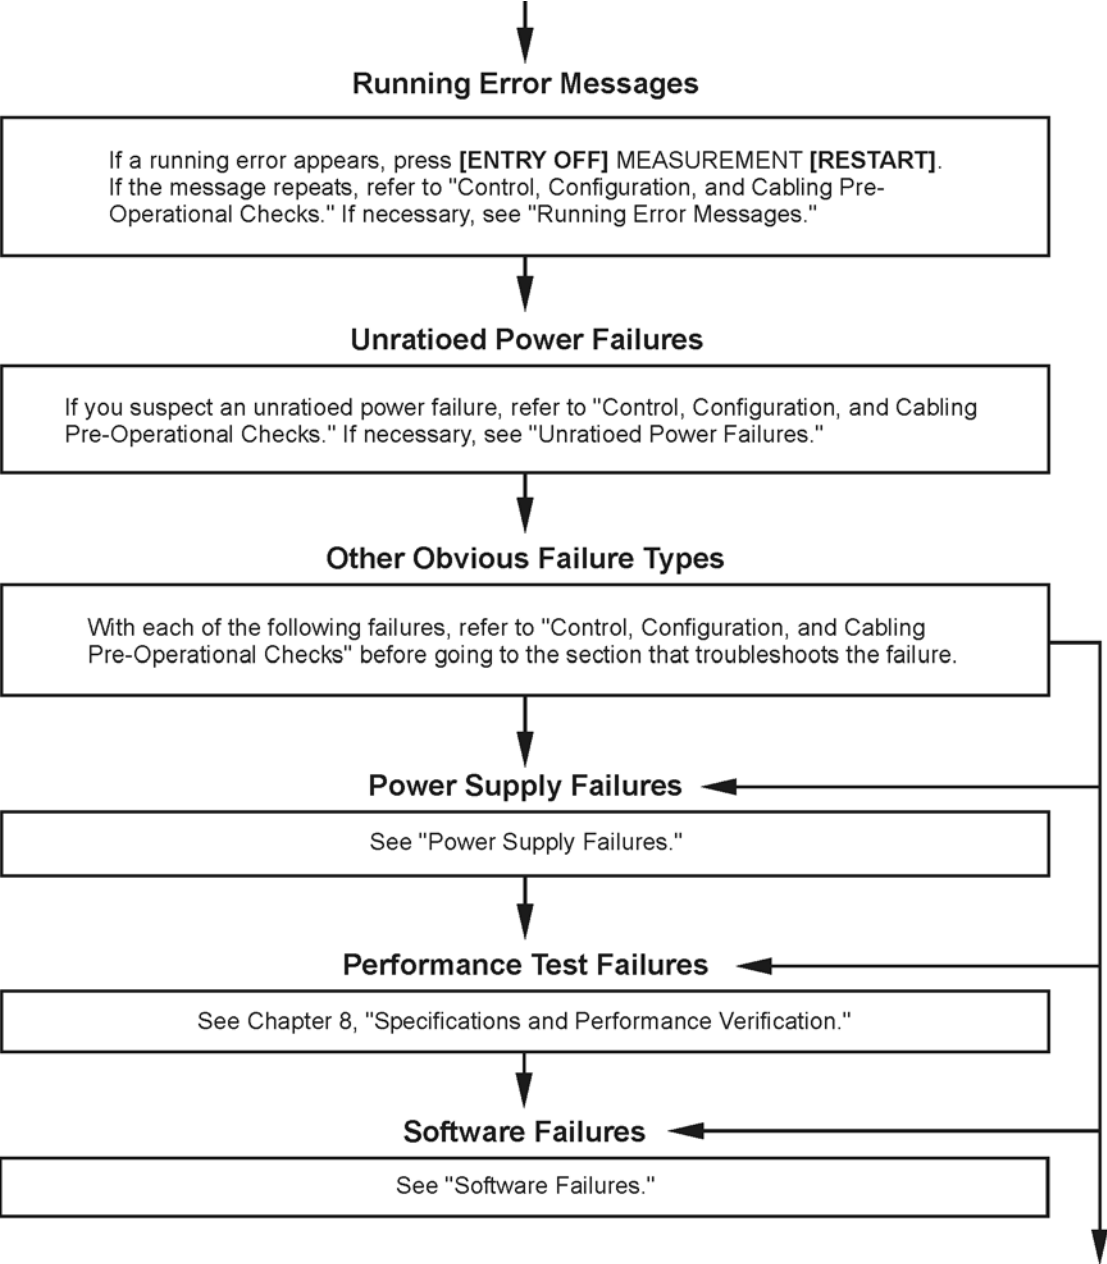 Running Error Messages
If a running error appears, press [ENTRY OFF] MEASUREMENT [RESTART].
If the message repeats, refer to "Control, Configuration, and Cabling Pre-
Operational Checks." If necessary, see "Running Error Messages."
Unratioed Power Failures
If you suspect an unratioed power failure, refer to "Control, Configuration, and Cabling
Pre-Operational Checks." If necessary, see "Unratioed Power Failures."
Other Obvious Failure Types
With each of the following failures, refer to "Control, Configuration, and Cabling
Pre-Operational Checks" before going to the section that troubleshoots the failure.
Power Supply Failures
See "Power Supply Failures."
Performance Test Failures
See Chapter 8, "Specifications and Performance Verification."
Software Failures
See "Software Failures."